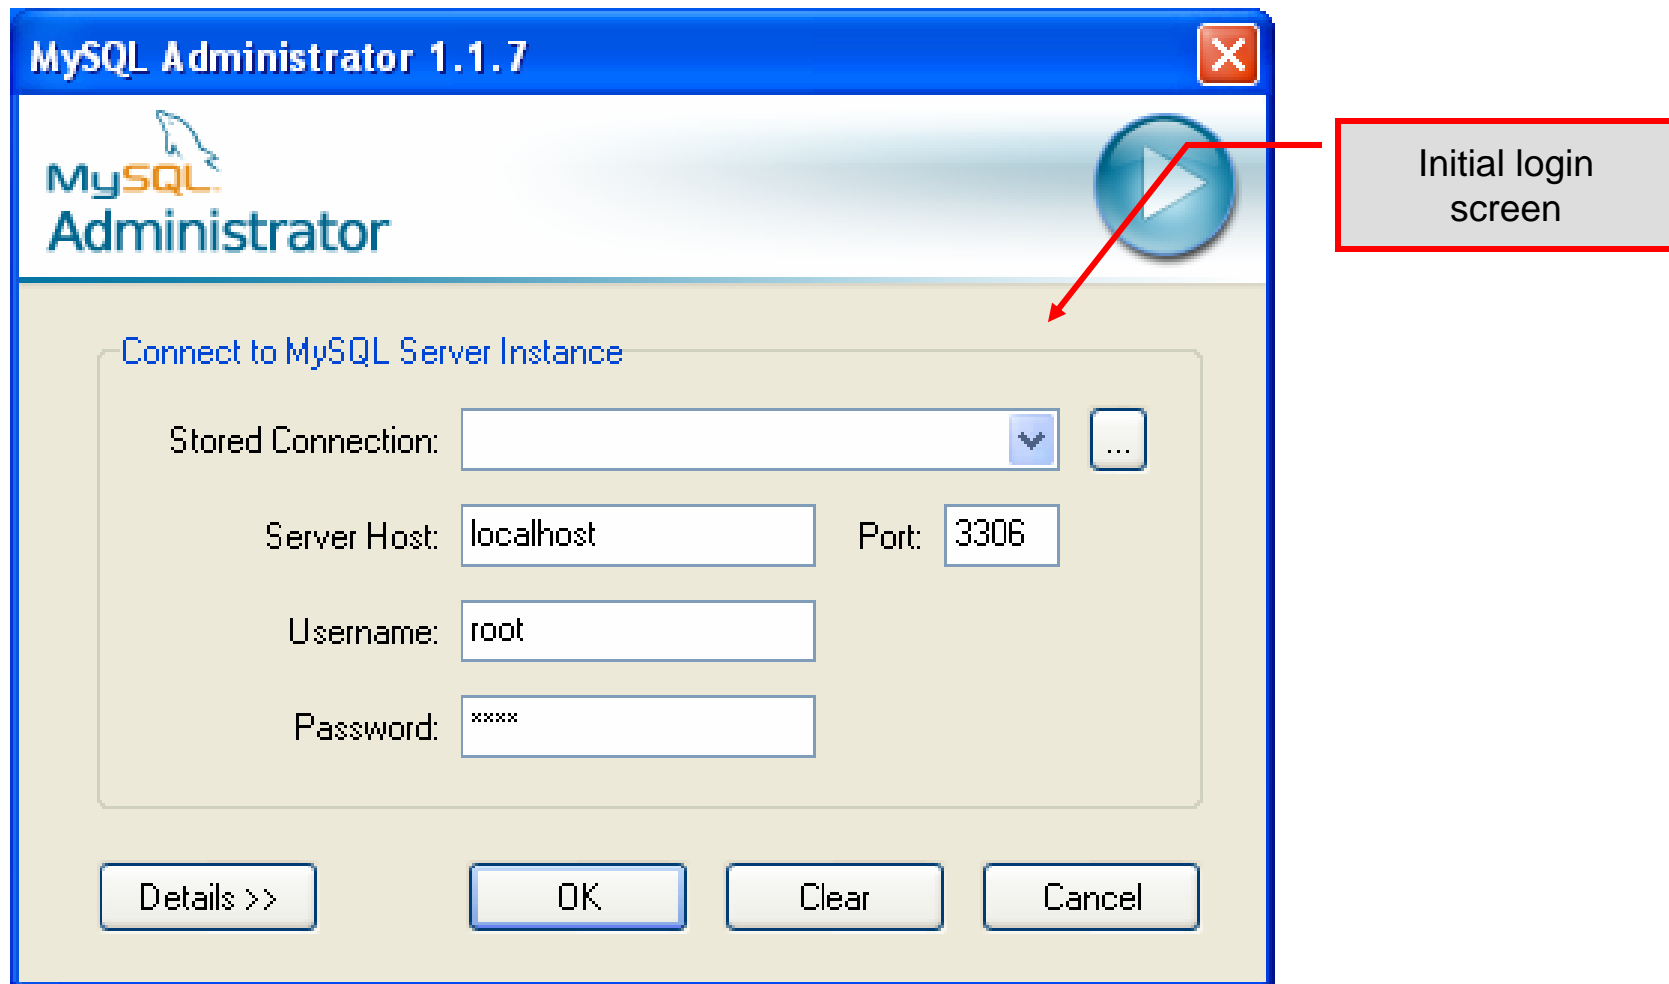 MySQL Administrator 1.1.7
MySQL
Administrator
Initial login
screen
Connect to MySQL Server Instance
Stored Connection:
...
Server Host: localhost Port: 3306
Username: root
Password: xxxx
Details >> OK Clear Cancel